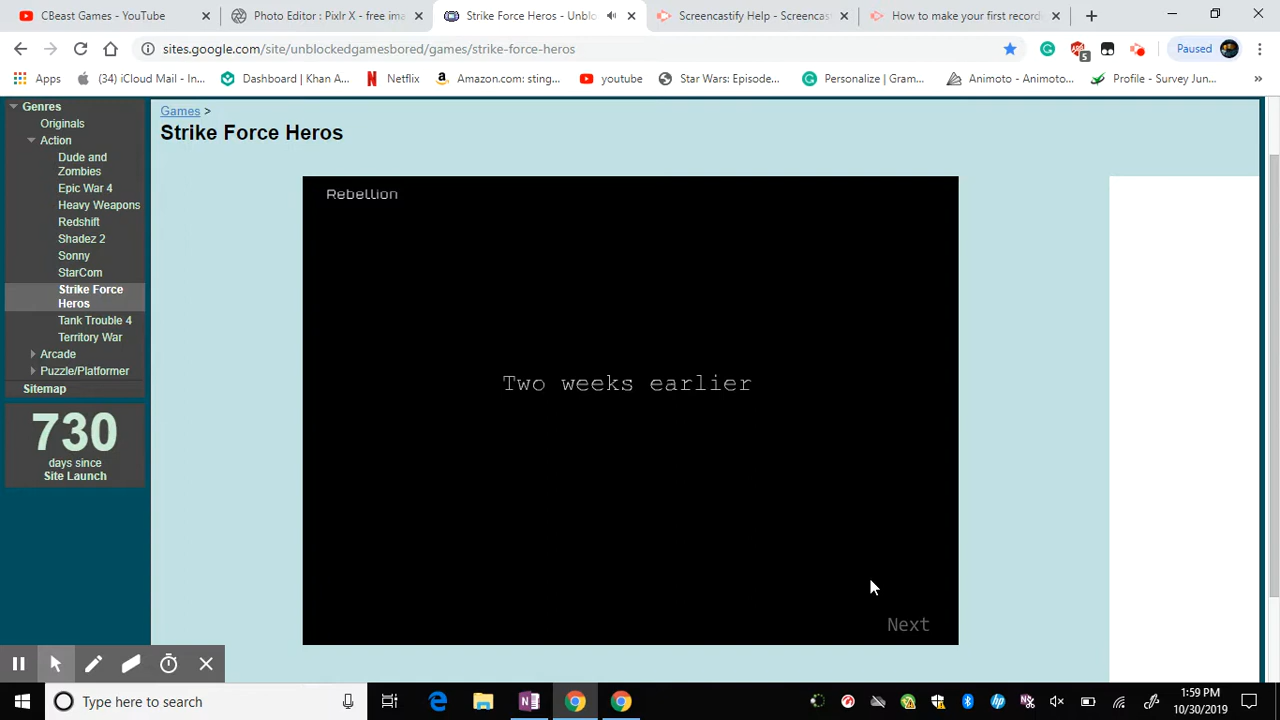 CBeast Games - YouTube
Photo Editor : Pixlr X - free ima
Strike Force Heros - Unblo
Screencastify Help - Screencast
How to make your first record
sites.google.com/site/unblockedgamesbored/games/strike-force-heros
Paused
Apps
(34) iCloud Mail - In...
Dashboard | Khan A...
Netflix
Amazon.com: sting...
youtube
Star Wars: Episode...
Personalize | Gram...
Animoto - Animoto...
Profile - Survey Jun...
»
Genres
Originals
Action
Dude and
Zombies
Epic War 4
Heavy Weapons
Redshift
Shadez 2
Sonny
StarCom
Strike Force
Heros
Tank Trouble 4
Territory War
Arcade
Puzzle/Platformer
Sitemap
730
days since
Site Launch
Games >
Strike Force Heros
Rebellion
Two weeks earlier
Next
Type here to search
1:59 PM
10/30/2019